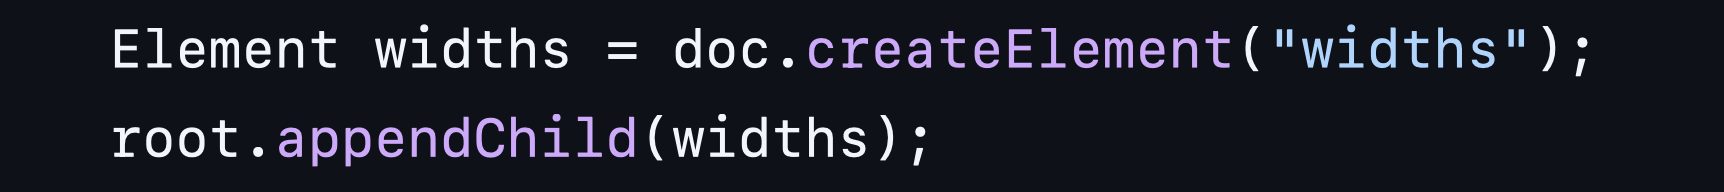 Element widths = doc.createElement("widths");
root.appendChild(widths);